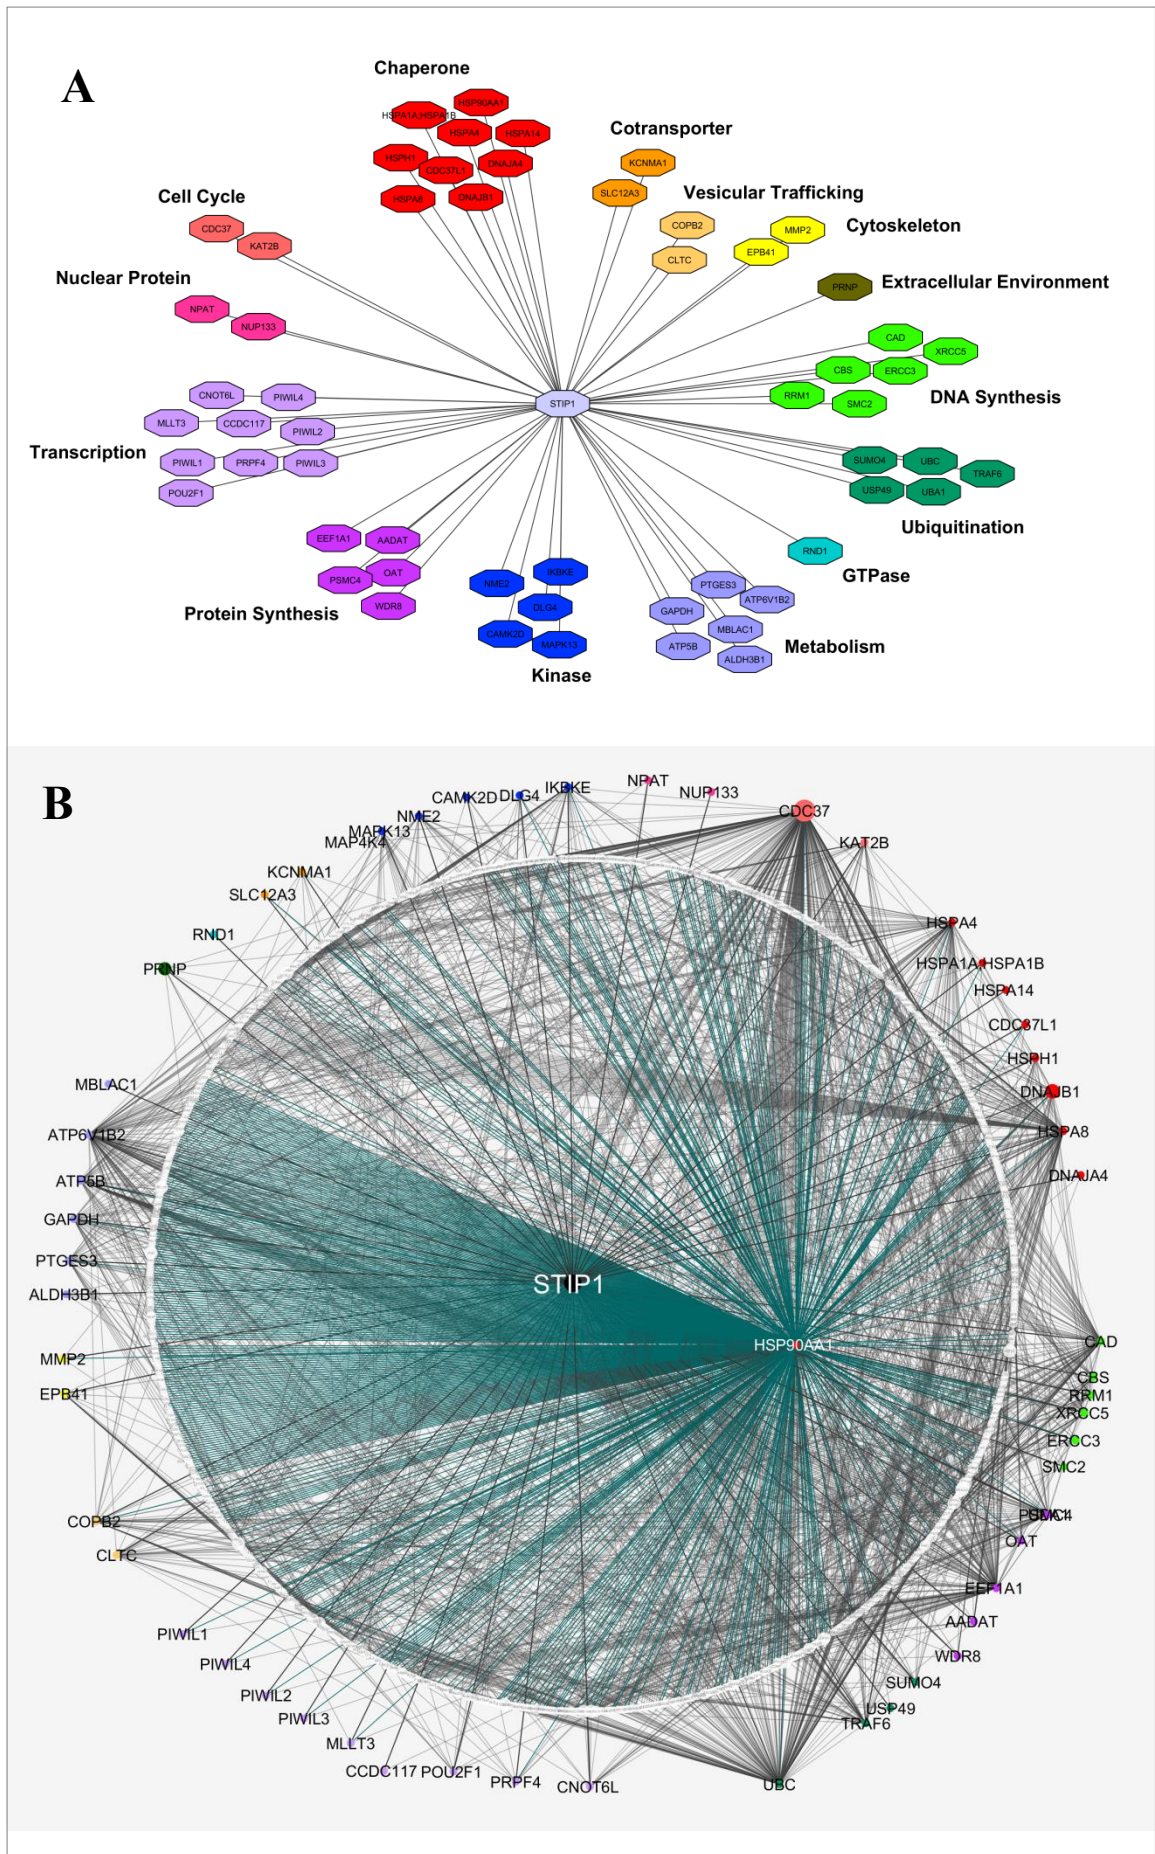 A
Chaperone
HSP90AA1
HSPA1A;HSPA1B
HSPA4
HSPA14
HSPH1
CDC37L1
DNAJA4
HSPA8
DNAJB1
Cotransporter
KCNMA1
SLC12A3
Vesicular Trafficking
COPB2
CLTC
Cytoskeleton
MMP2
EPB41
Cell Cycle
CDC37
KAT2B
Extracellular Environment
PRNP
Nuclear Protein
NPAT
NUP133
CAD
XRCC5
CBS
ERCC3
RRM1
SMC2
DNA Synthesis
STIP1
CNOT6L
PIWIL4
MLLT3
CCDC117
PIWIL2
Transcription
PIWIL1
PRPF4
PIWIL3
POU2F1
SUMO4
UBC
TRAF6
USP49
UBA1
Ubiquitination
EEF1A1
AADAT
PSMC4
OAT
WDR8
Protein Synthesis
NME2
IKBKE
DLG4
CAMK2D
MAPK13
Kinase
RND1
GTPase
PTGES3
ATP6V1B2
GAPDH
MBLAC1
ATP5B
ALDH3B1
Metabolism
B
IKBKE
NPAT
NUP133
DLG4
CAMK2D
NME2
MAPK13
MAP4K4
KCNMA1
SLC12A3
RND1
PRNP
CDC37
KAT2B
HSPA4
HSPA1A;HSPA1B
HSPA14
CDC37L1
HSPH1
DNAJB1
HSPA8
DNAJA4
MBLAC1
ATP6V1B2
ATP5B
GAPDH
PTGES3
ALDH3B1
MMP2
EPB41
STIP1
HSP90AA1
CAD
CBS
RRM1
XRCC5
ERCC3
SMC2
OAT
EEF1A1
AADAT
WDR8
SUMO4
USP49
TRAF6
UBC
COPB2
CLTC
PIWIL1
PIWIL4
PIWIL2
PIWIL3
MLLT3
CCDC117
POU2F1
PRPF4
CNOT6L